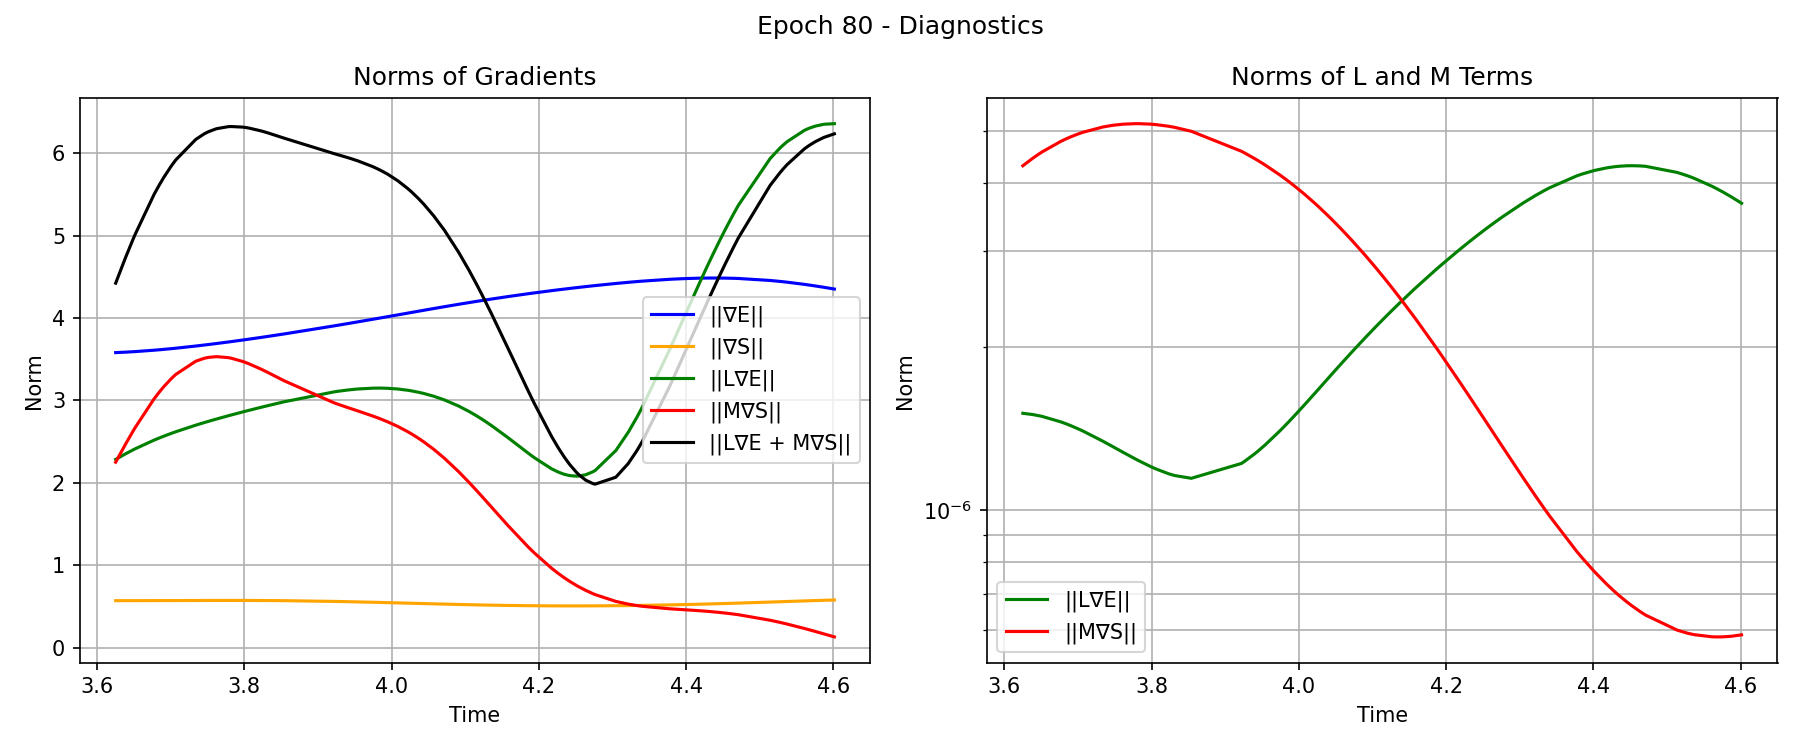 Epoch 80 - Diagnostics
Norms of Gradients
Norm
6
5
4
3
2
1
0
||∇E||
||∇S||
||L∇E||
||M∇S||
||L∇E + M∇S||
3.6 3.8 4.0 4.2 4.4 4.6
Time
Norms of L and M Terms
Norm
10⁻⁶
||L∇E||
||M∇S||
3.6 3.8 4.0 4.2 4.4 4.6
Time